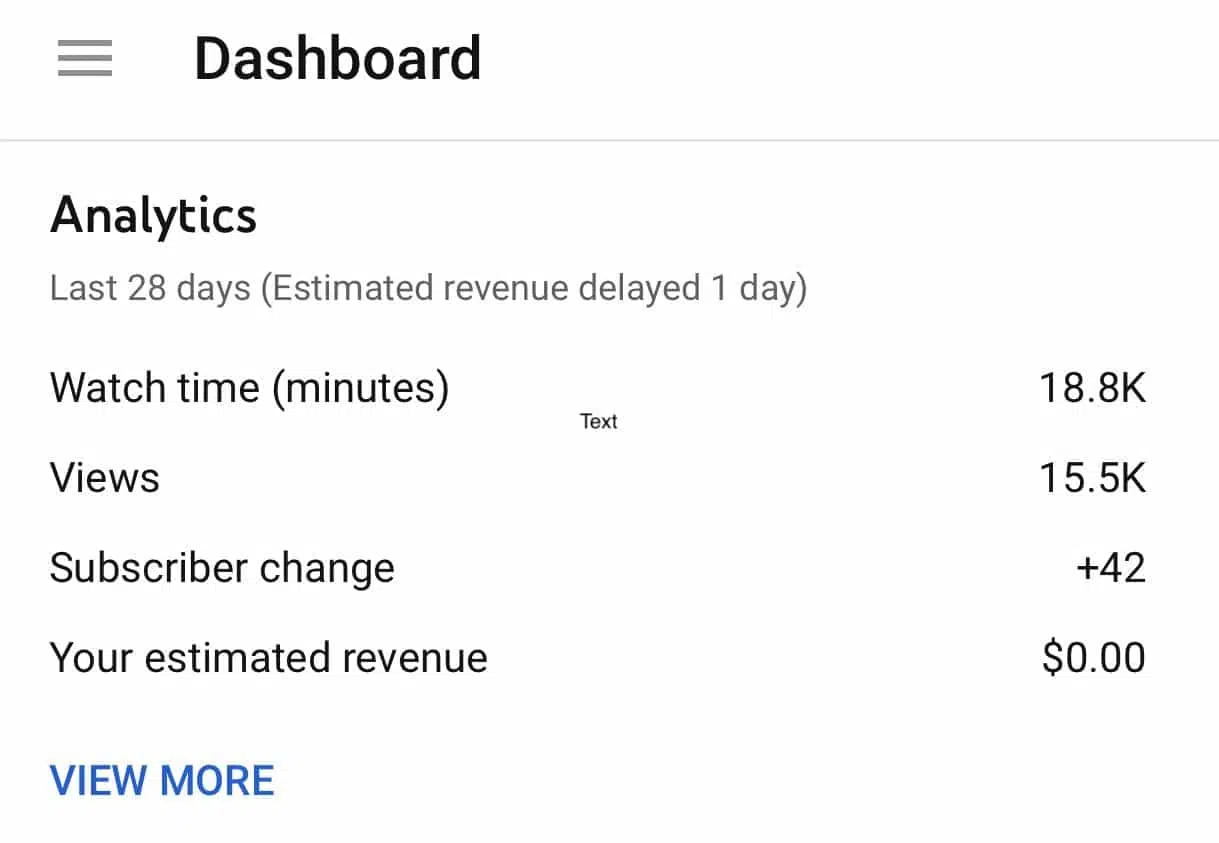 Dashboard
Analytics
Last 28 days (Estimated revenue delayed 1 day)
Watch time (minutes) 18.8K
Text
Views 15.5K
Subscriber change +42
Your estimated revenue $0.00
VIEW MORE